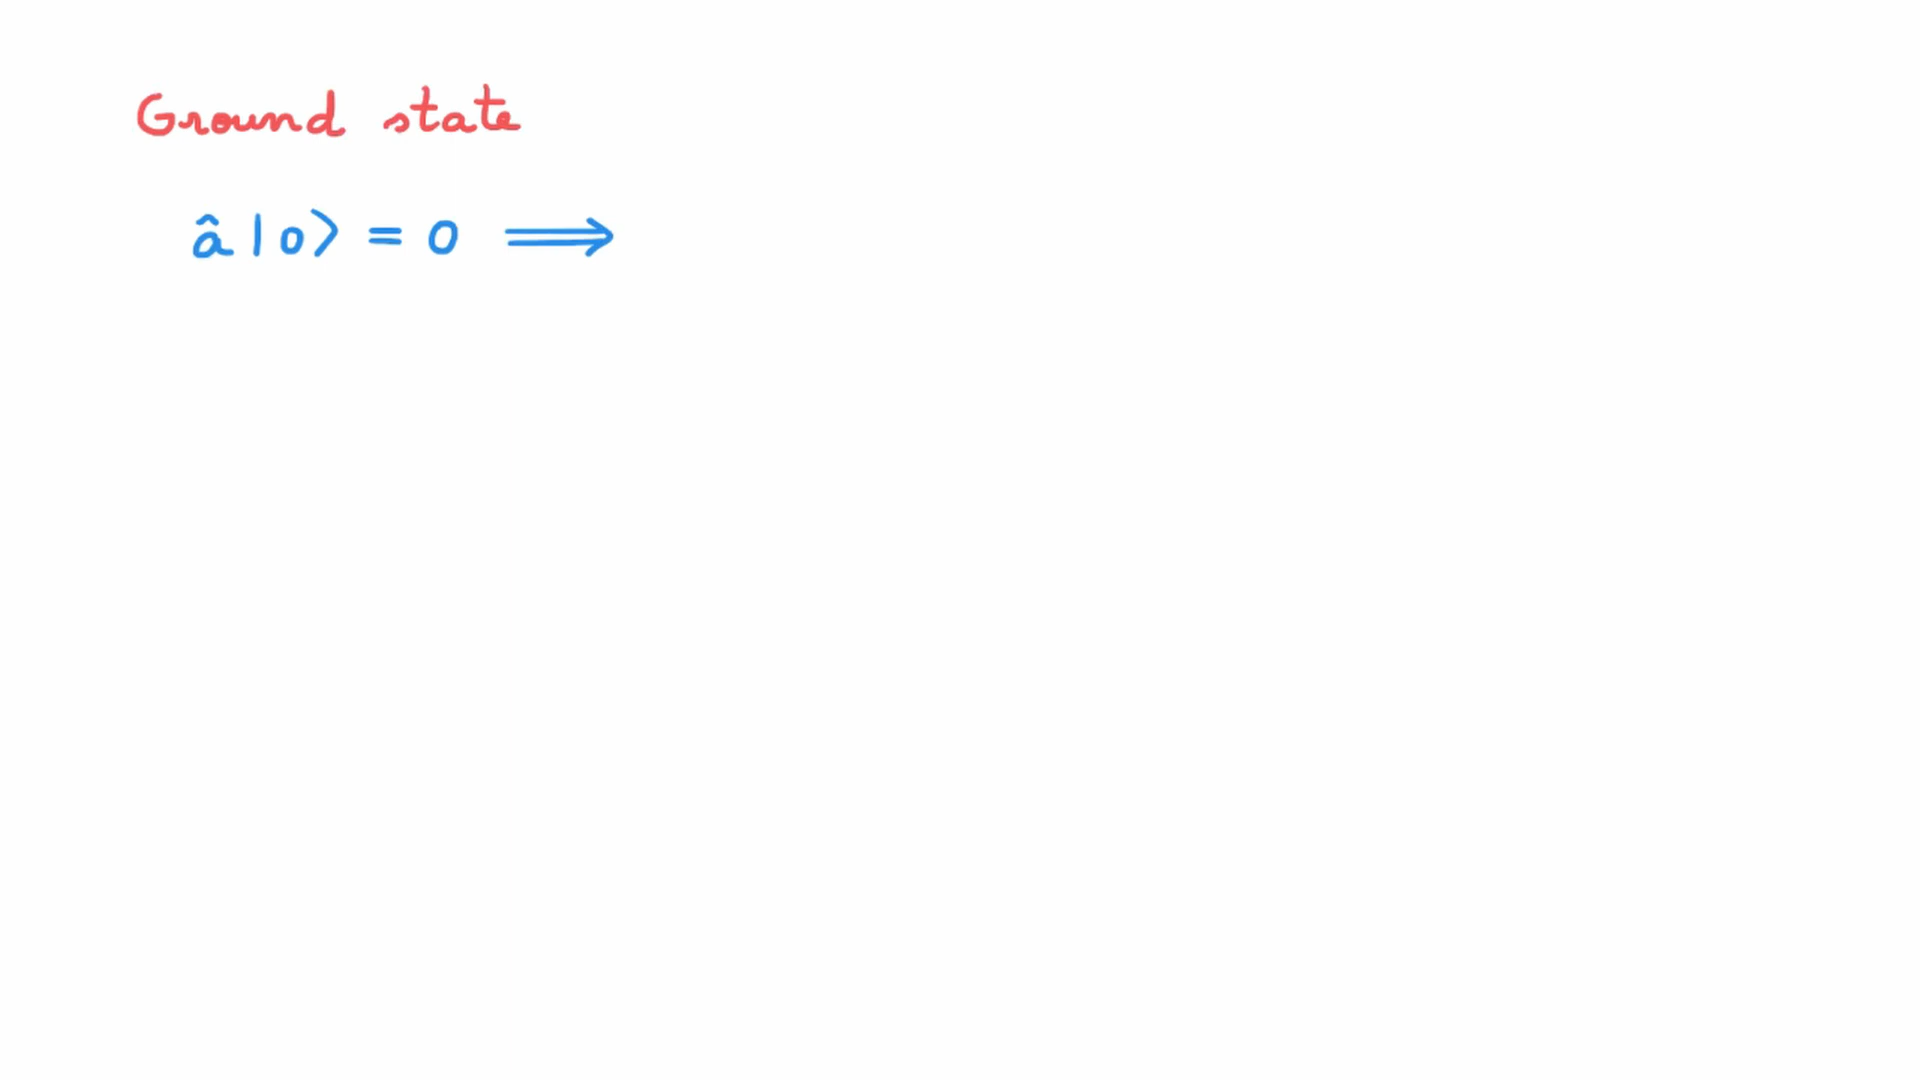 Ground state
â|0⟩ = 0 ⟹